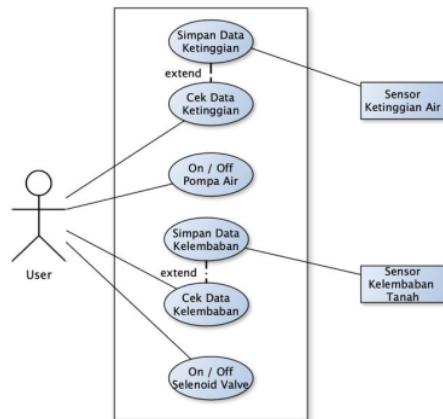 Simpan Data
Ketinggian
extend
Cek Data
Ketinggian
Sensor
Ketinggian Air
On / Off
Pompa Air
Simpan Data
Kelembaban
User
extend
Cek Data
Kelembaban
Sensor
Kelembaban
Tanah
On / Off
Selenoid Valve